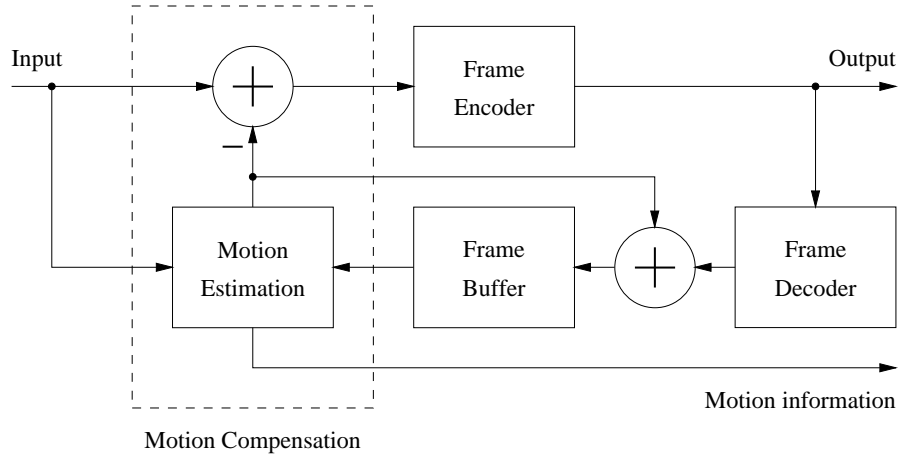 Input
Frame
Encoder
Output
Motion
Estimation
Frame
Buffer
Frame
Decoder
Motion information
Motion Compensation